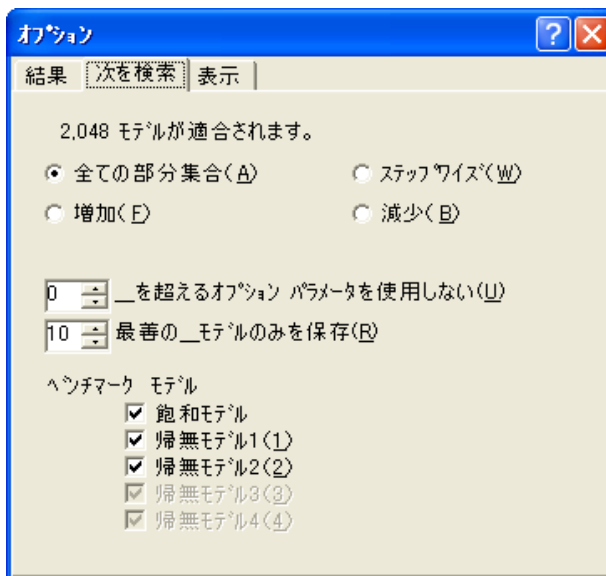 オプション
結果 次を検索 表示
2,048 モデルが適合されます。
全ての部分集合(A) ステップワイズ(W)
増加(F) 減少(B)
0 __を超えるオプション パラメータを使用しない(U)
10 最善の__モデルのみを保存(R)
ベンチマーク モデル
飽和モデル
帰無モデル1(1)
帰無モデル2(2)
帰無モデル3(3)
帰無モデル4(4)